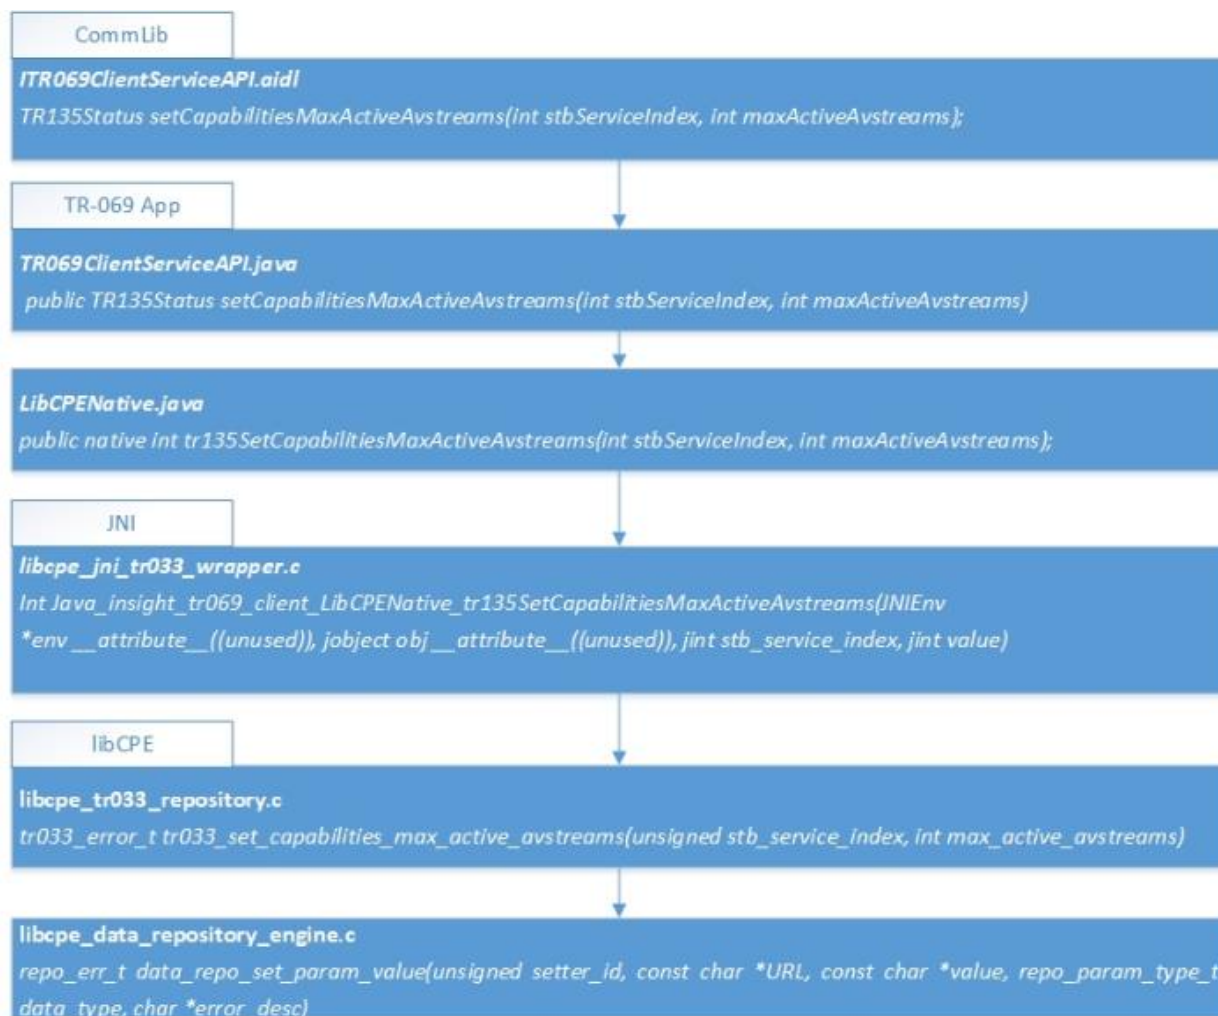 CommLib
ITR069ClientServiceAPI.aidl
TR135Status setCapabilitiesMaxActiveAvstreams(int stbServiceIndex, int maxActiveAvstreams);
TR-069 App
TR069ClientServiceAPI.java
public TR135Status setCapabilitiesMaxActiveAvstreams(int stbServiceIndex, int maxActiveAvstreams)
LibCPENative.java
public native int tr135SetCapabilitiesMaxActiveAvstreams(int stbServiceIndex, int maxActiveAvstreams);
JNI
libcpe_jni_tr033_wrapper.c
Int Java_insight_tr069_client_LibCPENative_tr135SetCapabilitiesMaxActiveAvstreams(JNIEnv
*env __attribute__((unused)), jobject obj __attribute__((unused)), jint stb_service_index, jint value)
libCPE
libcpe_tr033_repository.c
tr033_error_t tr033_set_capabilities_max_active_avstreams(unsigned stb_service_index, int max_active_avstreams)
libcpe_data_repository_engine.c
repo_err_t data_repo_set_param_value(unsigned setter_id, const char *URL, const char *value, repo_param_type_t
data_type, char *error_desc)